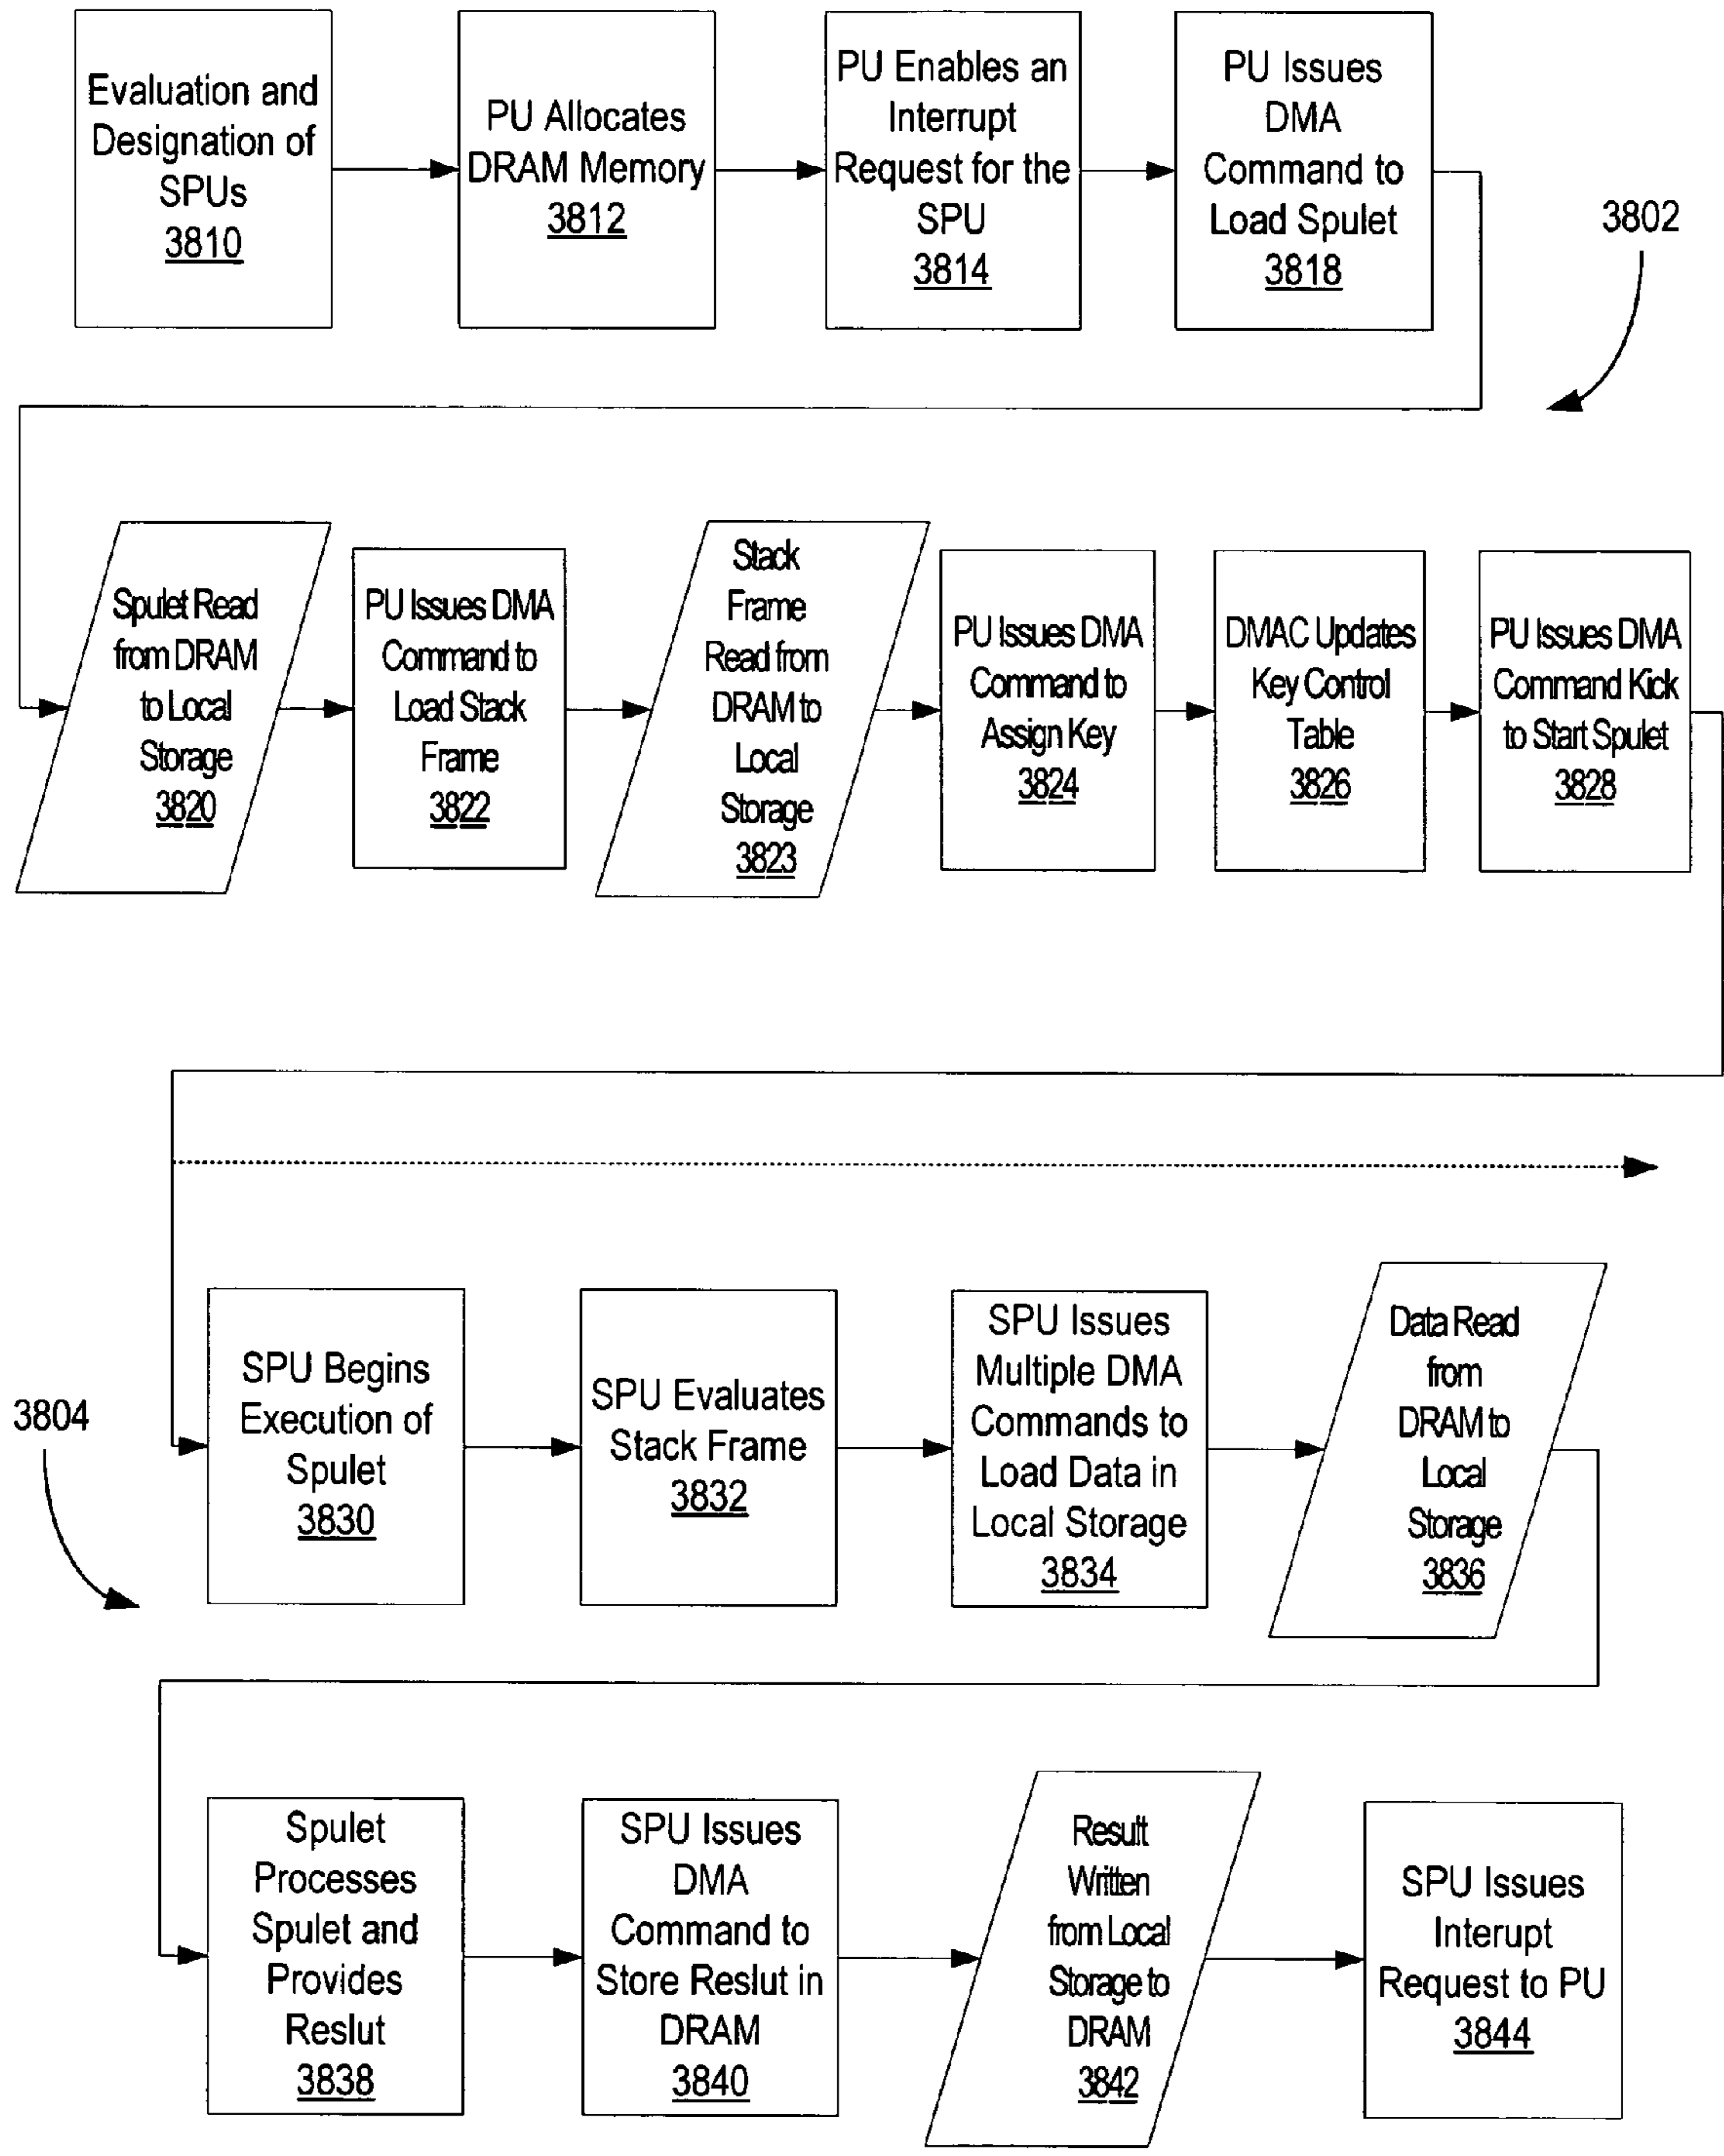 Evaluation and
Designation of
SPUs
3810
PU Allocates
DRAM Memory
3812
PU Enables an
Interrupt
Request for the
SPU
3814
PU Issues
DMA
Command to
Load Spulet
3818
3802
Spulet Read
from DRAM
to Local
Storage
3820
PU Issues DMA
Command to
Load Stack
Frame
3822
Stack
Frame
Read from
DRAM to
Local
Storage
3823
PU Issues DMA
Command to
Assign Key
3824
DMAC Updates
Key Control
Table
3826
PU Issues DMA
Command Kick
to Start Spulet
3828
3804
SPU Begins
Execution of
Spulet
3830
SPU Evaluates
Stack Frame
3832
SPU Issues
Multiple DMA
Commands to
Load Data in
Local Storage
3834
Data Read
from
DRAM to
Local
Storage
3836
Spulet
Processes
Spulet and
Provides
Reslut
3838
SPU Issues
DMA
Command to
Store Reslut in
DRAM
3840
Result
Written
from Local
Storage to
DRAM
3842
SPU Issues
Interupt
Request to PU
3844